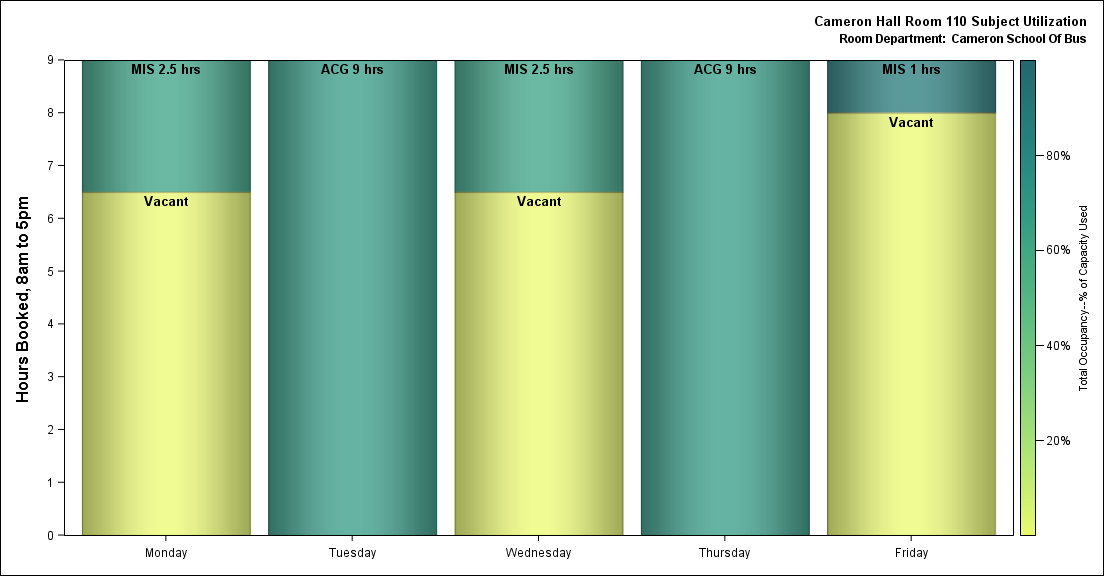 Cameron Hall Room 110 Subject Utilization
Room Department: Cameron School Of Bus
Hours Booked, 8am to 5pm
9
8
7
6
5
4
3
2
1
0
MIS 2.5 hrs
Vacant
ACG 9 hrs
MIS 2.5 hrs
Vacant
ACG 9 hrs
MIS 1 hrs
Vacant
Monday
Tuesday
Wednesday
Thursday
Friday
80%
60%
40%
20%
Total Occupancy--% of Capacity Used